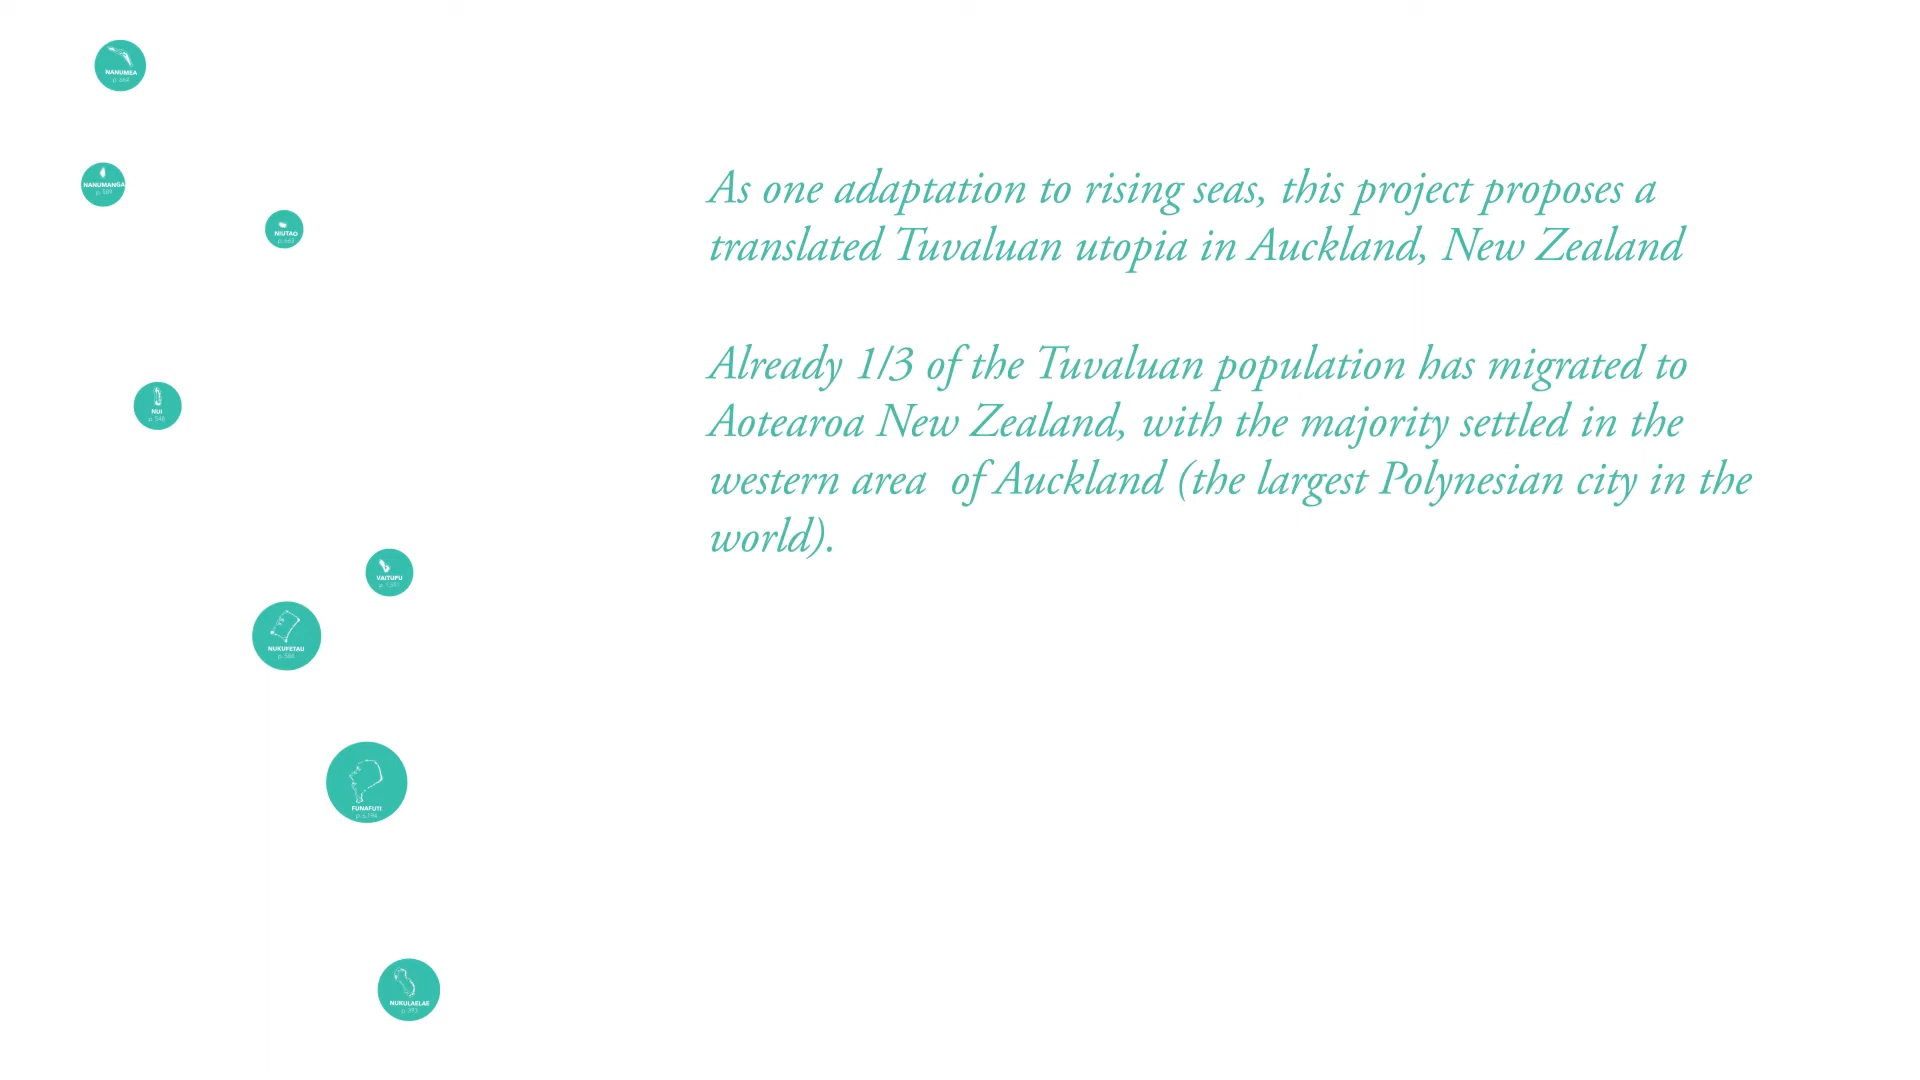 NANUMEA
NANUMANGA
NIUTAO
NUI
VAITUPU
NUKUFETAU
FUNAFUTI
NUKULAELAE
As one adaptation to rising seas, this project proposes a
translated Tuvaluan utopia in Auckland, New Zealand
Already 1/3 of the Tuvaluan population has migrated to
Aotearoa New Zealand, with the majority settled in the
western area of Auckland (the largest Polynesian city in the
world).